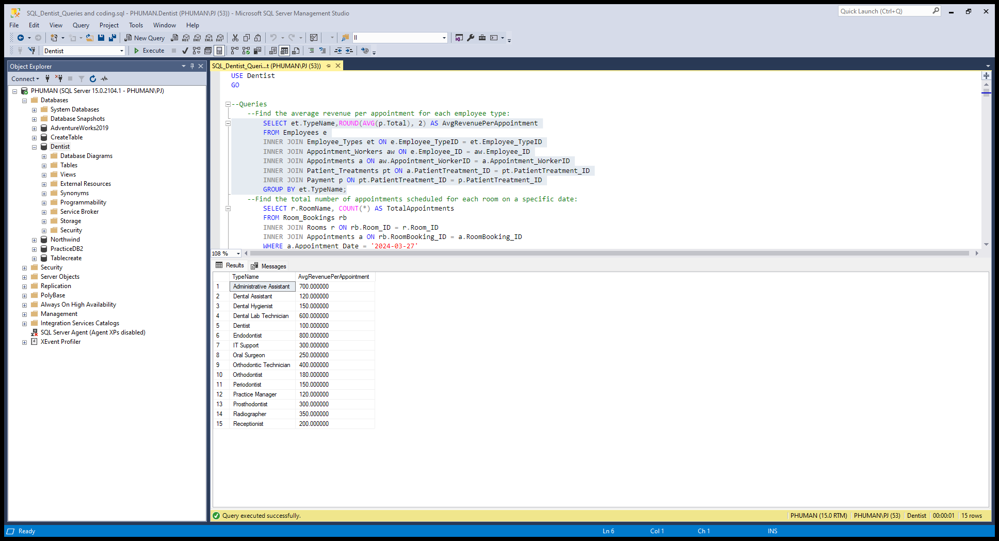 SQL_Dentist_Queries and coding.sql - PHUMAN.Dentist (PHUMAN\PJ (53)) - Microsoft SQL Server Management Studio
Quick Launch (Ctrl+Q)
File Edit View Query Project Tools Window Help
New Query MDX DMX XMLA DAX ||
Dentist Execute
Object Explorer
Connect
PHUMAN (SQL Server 15.0.2104.1 - PHUMAN\PJ)
Databases
System Databases
Database Snapshots
AdventureWorks2019
CreateTable
Dentist
Database Diagrams
Tables
Views
External Resources
Synonyms
Programmability
Service Broker
Storage
Security
Northwind
PracticeDB2
Tablecreate
Security
Server Objects
Replication
PolyBase
Always On High Availability
Management
Integration Services Catalogs
SQL Server Agent (Agent XPs disabled)
XEvent Profiler
SQL_Dentist_Queri...t (PHUMAN\PJ (53))
USE Dentist
GO
--Queries
--Find the average revenue per appointment for each employee type:
SELECT et.TypeName,ROUND(AVG(p.Total), 2) AS AvgRevenuePerAppointment
FROM Employees e
INNER JOIN Employee_Types et ON e.Employee_TypeID = et.Employee_TypeID
INNER JOIN Appointment_Workers aw ON e.Employee_ID = aw.Employee_ID
INNER JOIN Appointments a ON aw.Appointment_WorkerID = a.Appointment_WorkerID
INNER JOIN Patient_Treatments pt ON a.PatientTreatment_ID = pt.PatientTreatment_ID
INNER JOIN Payment p ON pt.PatientTreatment_ID = p.PatientTreatment_ID
GROUP BY et.TypeName;
--Find the total number of appointments scheduled for each room on a specific date:
SELECT r.RoomName, COUNT(*) AS TotalAppointments
FROM Room_Bookings rb
INNER JOIN Rooms r ON rb.Room_ID = r.Room_ID
INNER JOIN Appointments a ON rb.RoomBooking_ID = a.RoomBooking_ID
WHERE a.Appointment_Date = '2024-03-27'
108 %
Results Messages
TypeName AvgRevenuePerAppointment
1 Administrative Assistant 700.000000
2 Dental Assistant 120.000000
3 Dental Hygienist 150.000000
4 Dental Lab Technician 600.000000
5 Dentist 100.000000
6 Endodontist 800.000000
7 IT Support 300.000000
8 Oral Surgeon 250.000000
9 Orthodontic Technician 400.000000
10 Orthodontist 180.000000
11 Periodontist 150.000000
12 Practice Manager 120.000000
13 Prosthodontist 300.000000
14 Radiographer 350.000000
15 Receptionist 200.000000
Query executed successfully. PHUMAN (15.0 RTM) PHUMAN\PJ (53) Dentist 00:00:01 15 rows
Ready Ln 6 Col 1 Ch 1 INS